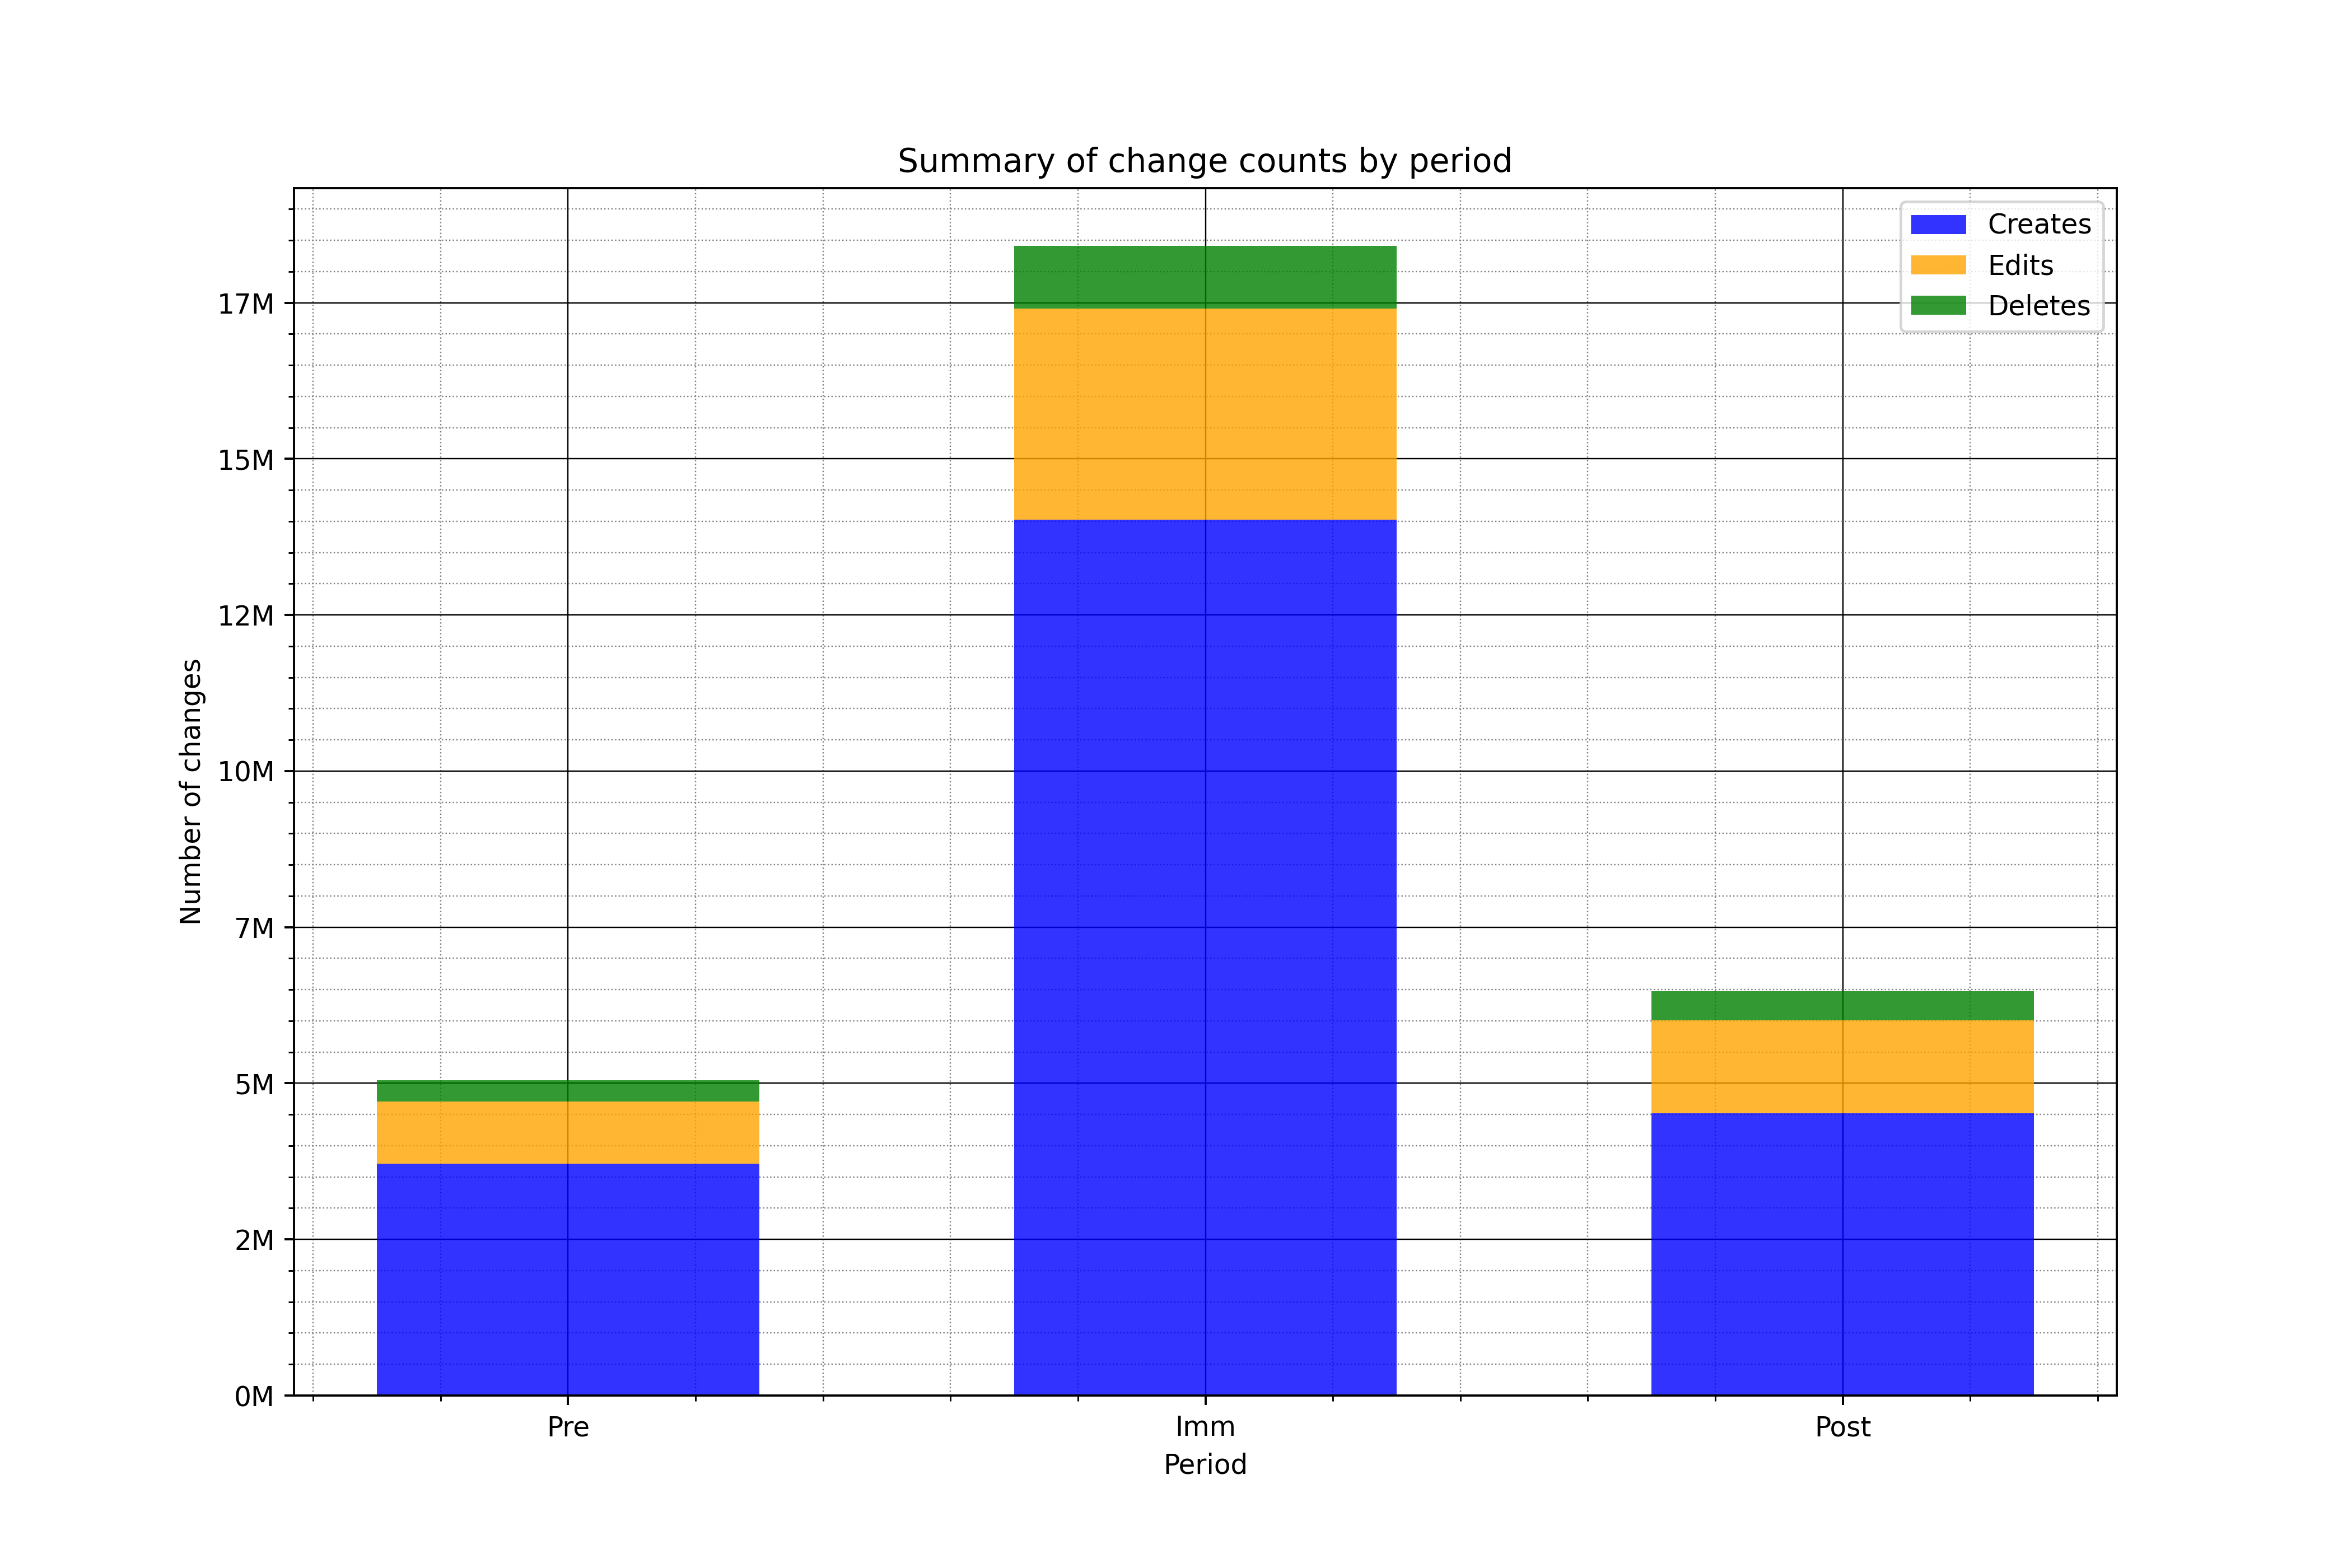 Summary of change counts by period
Creates
Edits
Deletes
17M
15M
12M
10M
7M
5M
2M
0M
Number of changes
Pre
Imm
Post
Period